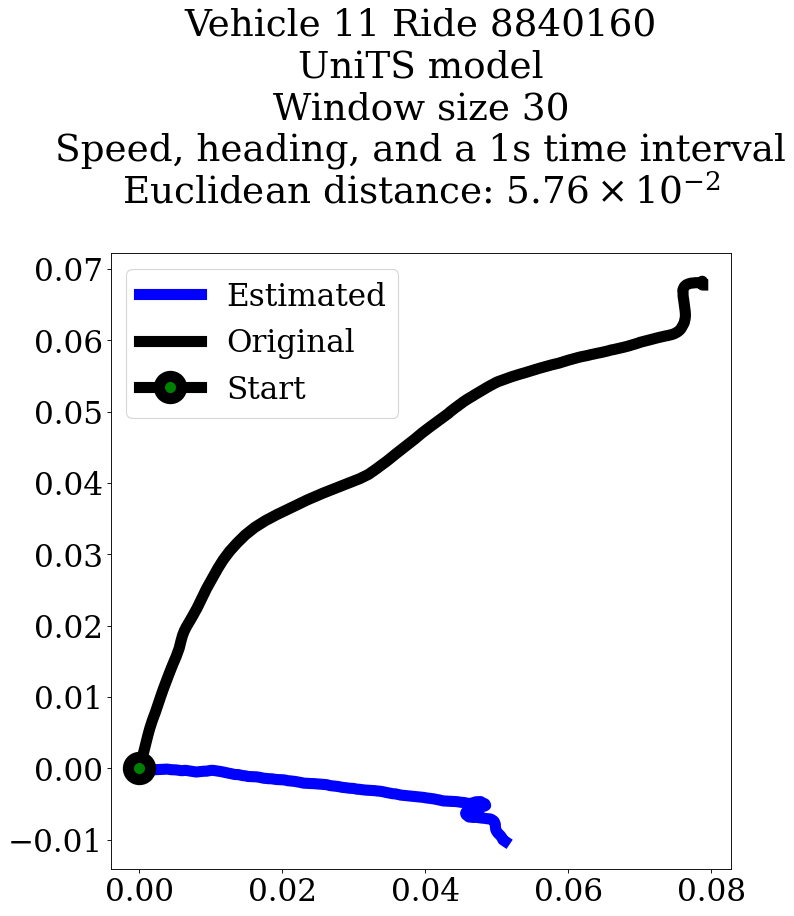 Vehicle 11 Ride 8840160
UniTS model
Window size 30
Speed, heading, and a 1s time interval
Euclidean distance: 5.76 × 10⁻²
0.07
0.06
0.05
0.04
0.03
0.02
0.01
0.00
−0.01
Estimated
Original
Start
0.00 0.02 0.04 0.06 0.08